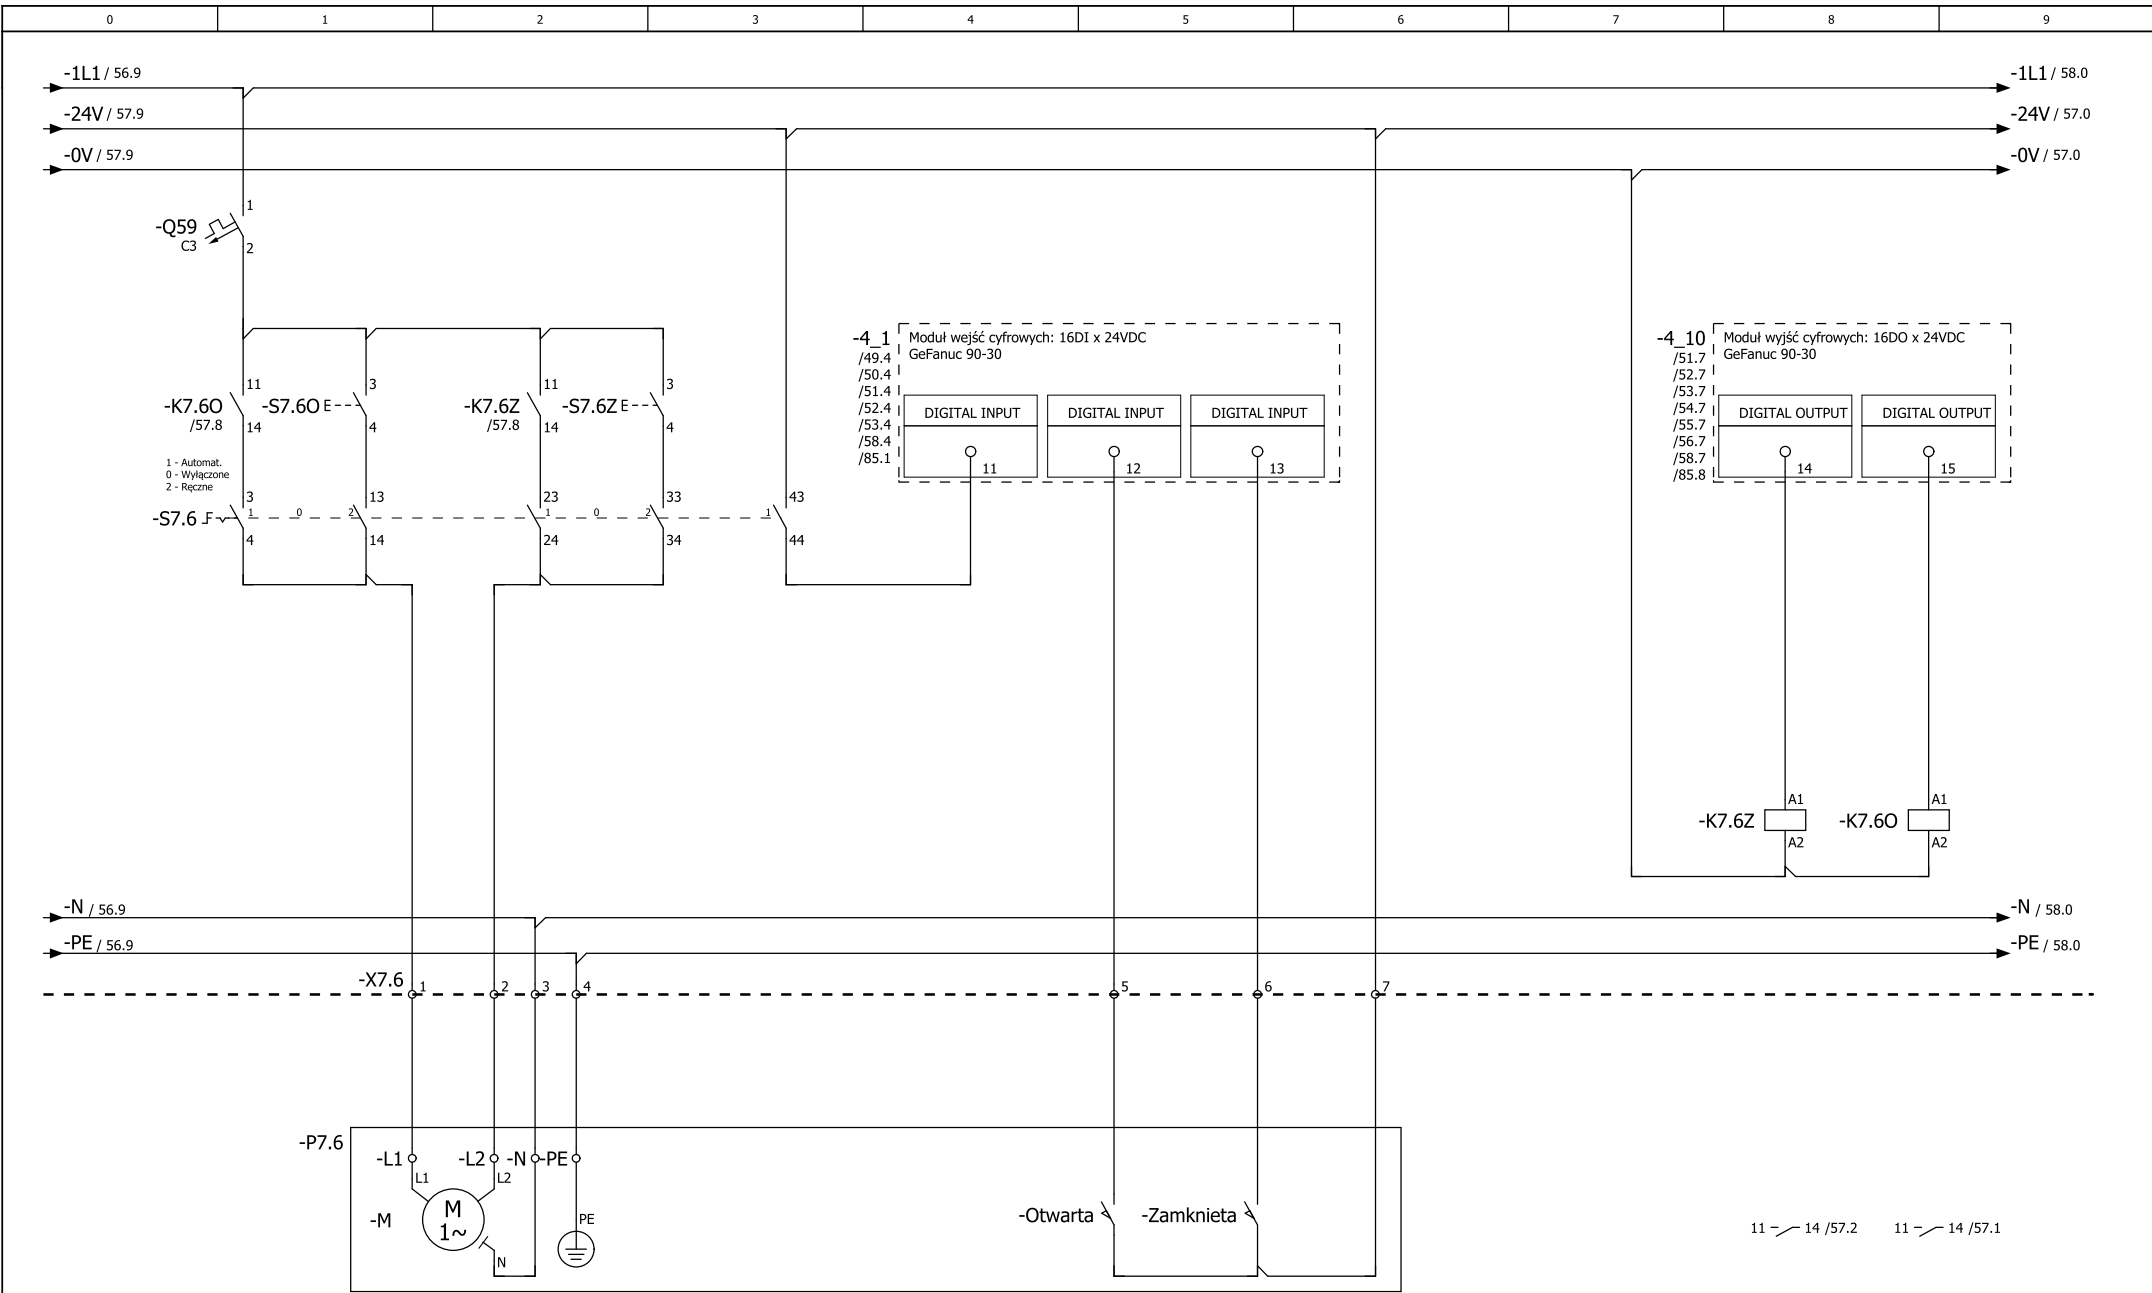 0 1 2 3 4 5 6 7 8 9
-1L1 / 56.9
-1L1 / 58.0
-24V / 57.9
-24V / 57.0
-0V / 57.9
-0V / 57.0
1
-Q59
C3
2
-4_1
/49.4
/50.4
/51.4
/52.4
/53.4
/58.4
/85.1
Moduł wejść cyfrowych: 16DI x 24VDC
GeFanuc 90-30
DIGITAL INPUT
DIGITAL INPUT
DIGITAL INPUT
11
12
13
-4_10
/51.7
/52.7
/53.7
/54.7
/55.7
/56.7
/58.7
/85.8
Moduł wyjść cyfrowych: 16DO x 24VDC
GeFanuc 90-30
DIGITAL OUTPUT
DIGITAL OUTPUT
14
15
11
3
11
3
-K7.6O
/57.8
-S7.6O E
-K7.6Z
/57.8
-S7.6Z E
14
4
14
4
1 - Automat.
0 - Wyłączone
2 - Ręczne
3
13
23
33
43
-S7.6
1 0 2 1 0 2 1
4
14
24
34
44
A1
A1
-K7.6Z
-K7.6O
A2
A2
-N / 56.9
-N / 58.0
-PE / 56.9
-PE / 58.0
-X7.6
1 2 3 4 5 6 7
-P7.6
-L1
-L2
-N
-PE
L1
L2
-M
M
1~
PE
N
-Otwarta
-Zamknieta
11 14 /57.2
11 14 /57.1